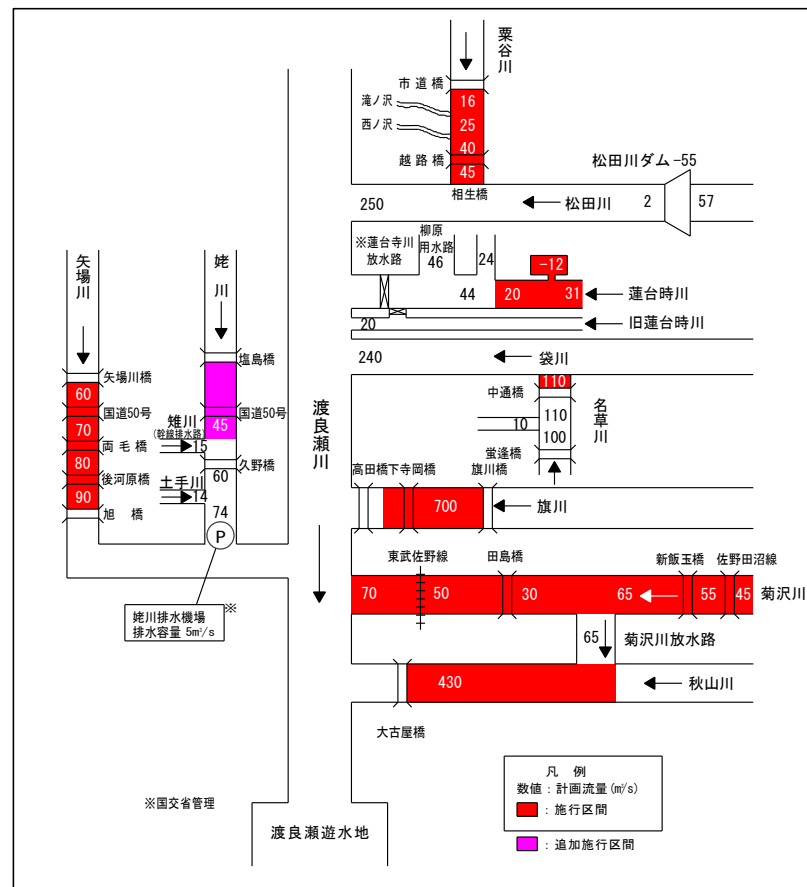 粟谷川
市道橋
滝ノ沢
16
西ノ沢
25
40
越路橋
45
相生橋
松田川ダム -55
250
松田川
2
57
※蓮台寺川
放水路
柳原
用水路
46
24
-12
44
20
31
蓮台時川
20
旧蓮台時川
240
袋川
110
中通橋
10
110
100
名草川
蛍逢橋
矢場川
矢場川橋
60
国道50号
70
両毛橋
80
後河原橋
90
旭橋
姥川
塩島橋
国道50号
45
雉川
(幹線排水路)
15
久野橋
60
土手川
14
74
P
姥川排水機場
排水容量 5m³/s
※
渡良瀬川
高田橋
下寺岡橋
旗川橋
700
旗川
東武佐野線
田島橋
新飯玉橋
佐野田沼線
70
50
30
65
55
45
菊沢川
65
菊沢川放水路
430
秋山川
大古屋橋
凡 例
数値:計画流量(m³/s)
:施行区間
:追加施行区間
※国交省管理
渡良瀬遊水地